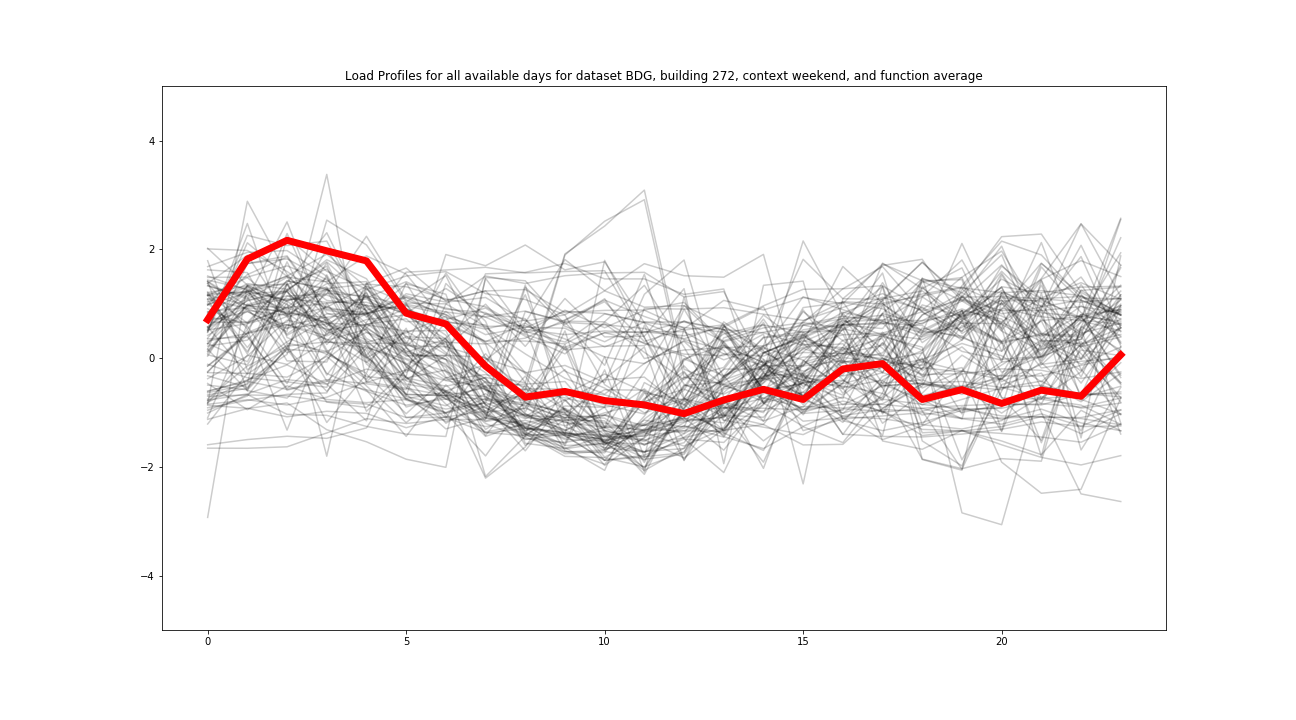 Load Profiles for all available days for dataset BDG, building 272, context weekend, and function average
4
2
0
−2
−4
0 5 10 15 20